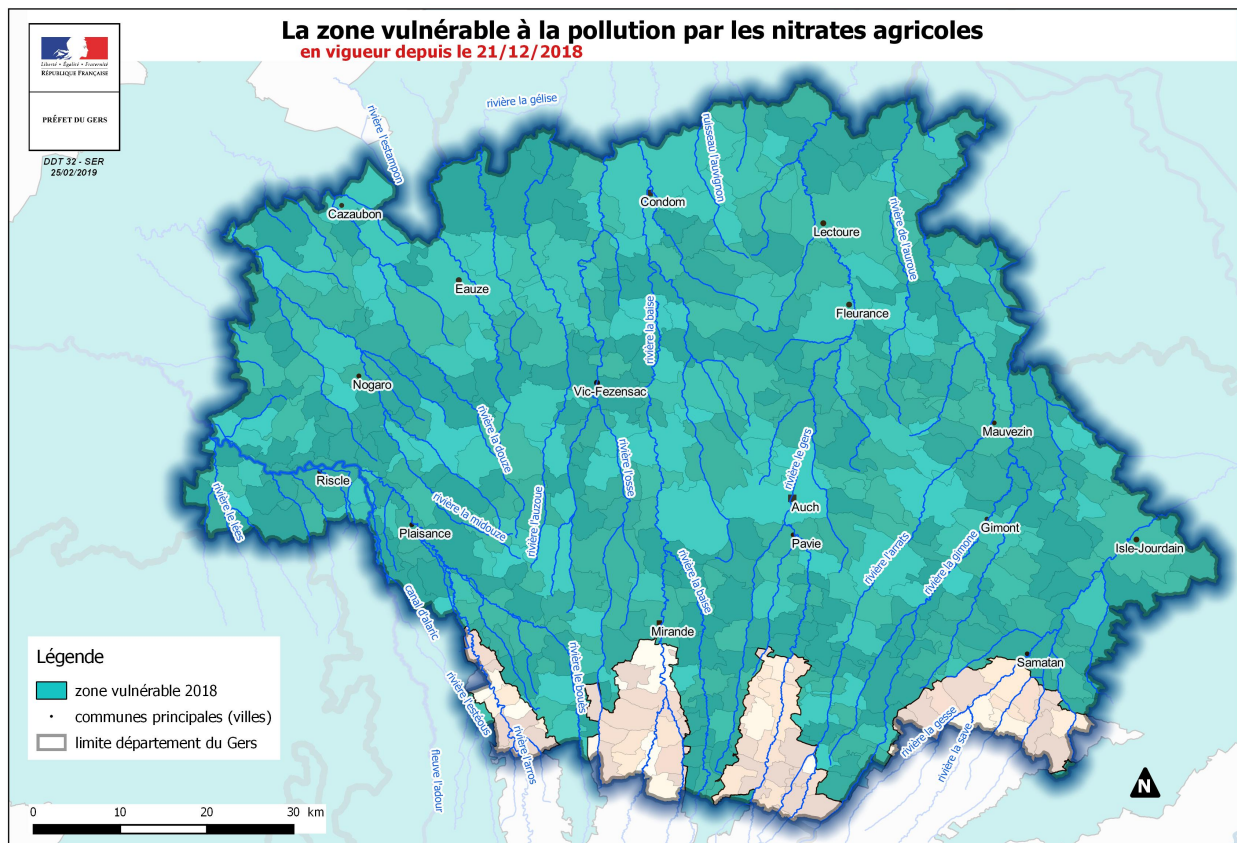 La zone vulnérable à la pollution par les nitrates agricoles
en vigueur depuis le 21/12/2018
Liberté • Égalité • Fraternité
RÉPUBLIQUE FRANÇAISE
PRÉFET DU GERS
DDT 32 - SER
25/02/2019
rivière l'estampon
rivière la gélise
ruisseau l'auvignon
rivière de l'auroue
Cazaubon
Condom
Lectoure
Eauze
Fleurance
rivière la baise
Nogaro
Vic-Fezensac
Mauvezin
rivière la douze
rivière l'osse
rivière le gers
Riscle
rivière le lées
rivière la midouze
rivière l'auzoue
Auch
Plaisance
Pavie
Gimont
Isle-Jourdain
rivière l'arrats
rivière la gimone
rivière la baise
canal d'alaric
Mirande
Samatan
rivière l'estéous
rivière le bouès
rivière l'arros
fleuve l'adour
rivière la gesse
rivière la save
Légende
zone vulnérable 2018
communes principales (villes)
limite département du Gers
0 10 20 30 km
N